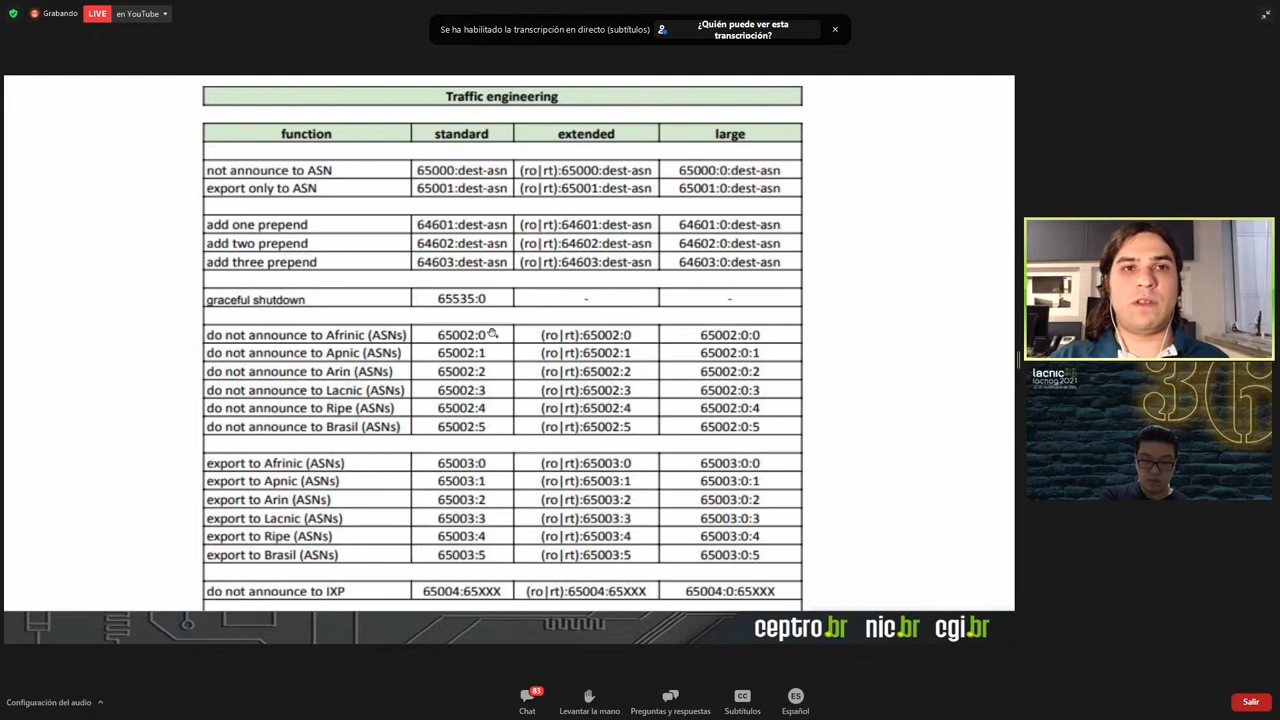 Grabando
LIVE
en YouTube
Se ha habilitado la transcripción en directo (subtítulos)
¿Quién puede ver esta transcripción?
Traffic engineering
function standard extended large
not announce to ASN 65000:dest-asn (ro|rt):65000:dest-asn 65000:0:dest-asn
export only to ASN 65001:dest-asn (ro|rt):65001:dest-asn 65001:0:dest-asn
add one prepend 64601:dest-asn (ro|rt):64601:dest-asn 64601:0:dest-asn
add two prepend 64602:dest-asn (ro|rt):64602:dest-asn 64602:0:dest-asn
add three prepend 64603:dest-asn (ro|rt):64603:dest-asn 64603:0:dest-asn
graceful shutdown 65535:0 - -
do not announce to Afrinic (ASNs) 65002:0 (ro|rt):65002:0 65002:0:0
do not announce to Apnic (ASNs) 65002:1 (ro|rt):65002:1 65002:0:1
do not announce to Arin (ASNs) 65002:2 (ro|rt):65002:2 65002:0:2
do not announce to Lacnic (ASNs) 65002:3 (ro|rt):65002:3 65002:0:3
do not announce to Ripe (ASNs) 65002:4 (ro|rt):65002:4 65002:0:4
do not announce to Brasil (ASNs) 65002:5 (ro|rt):65002:5 65002:0:5
export to Afrinic (ASNs) 65003:0 (ro|rt):65003:0 65003:0:0
export to Apnic (ASNs) 65003:1 (ro|rt):65003:1 65003:0:1
export to Arin (ASNs) 65003:2 (ro|rt):65003:2 65003:0:2
export to Lacnic (ASNs) 65003:3 (ro|rt):65003:3 65003:0:3
export to Ripe (ASNs) 65003:4 (ro|rt):65003:4 65003:0:4
export to Brasil (ASNs) 65003:5 (ro|rt):65003:5 65003:0:5
do not announce to IXP 65004:65XXX (ro|rt):65004:65XXX 65004:0:65XXX
ceptro.br nic.br cgi.br
lacnic
lacnog 2021
36
Configuración del audio
83
Chat
Levantar la mano
Preguntas y respuestas
CC
Subtítulos
ES
Español
Salir